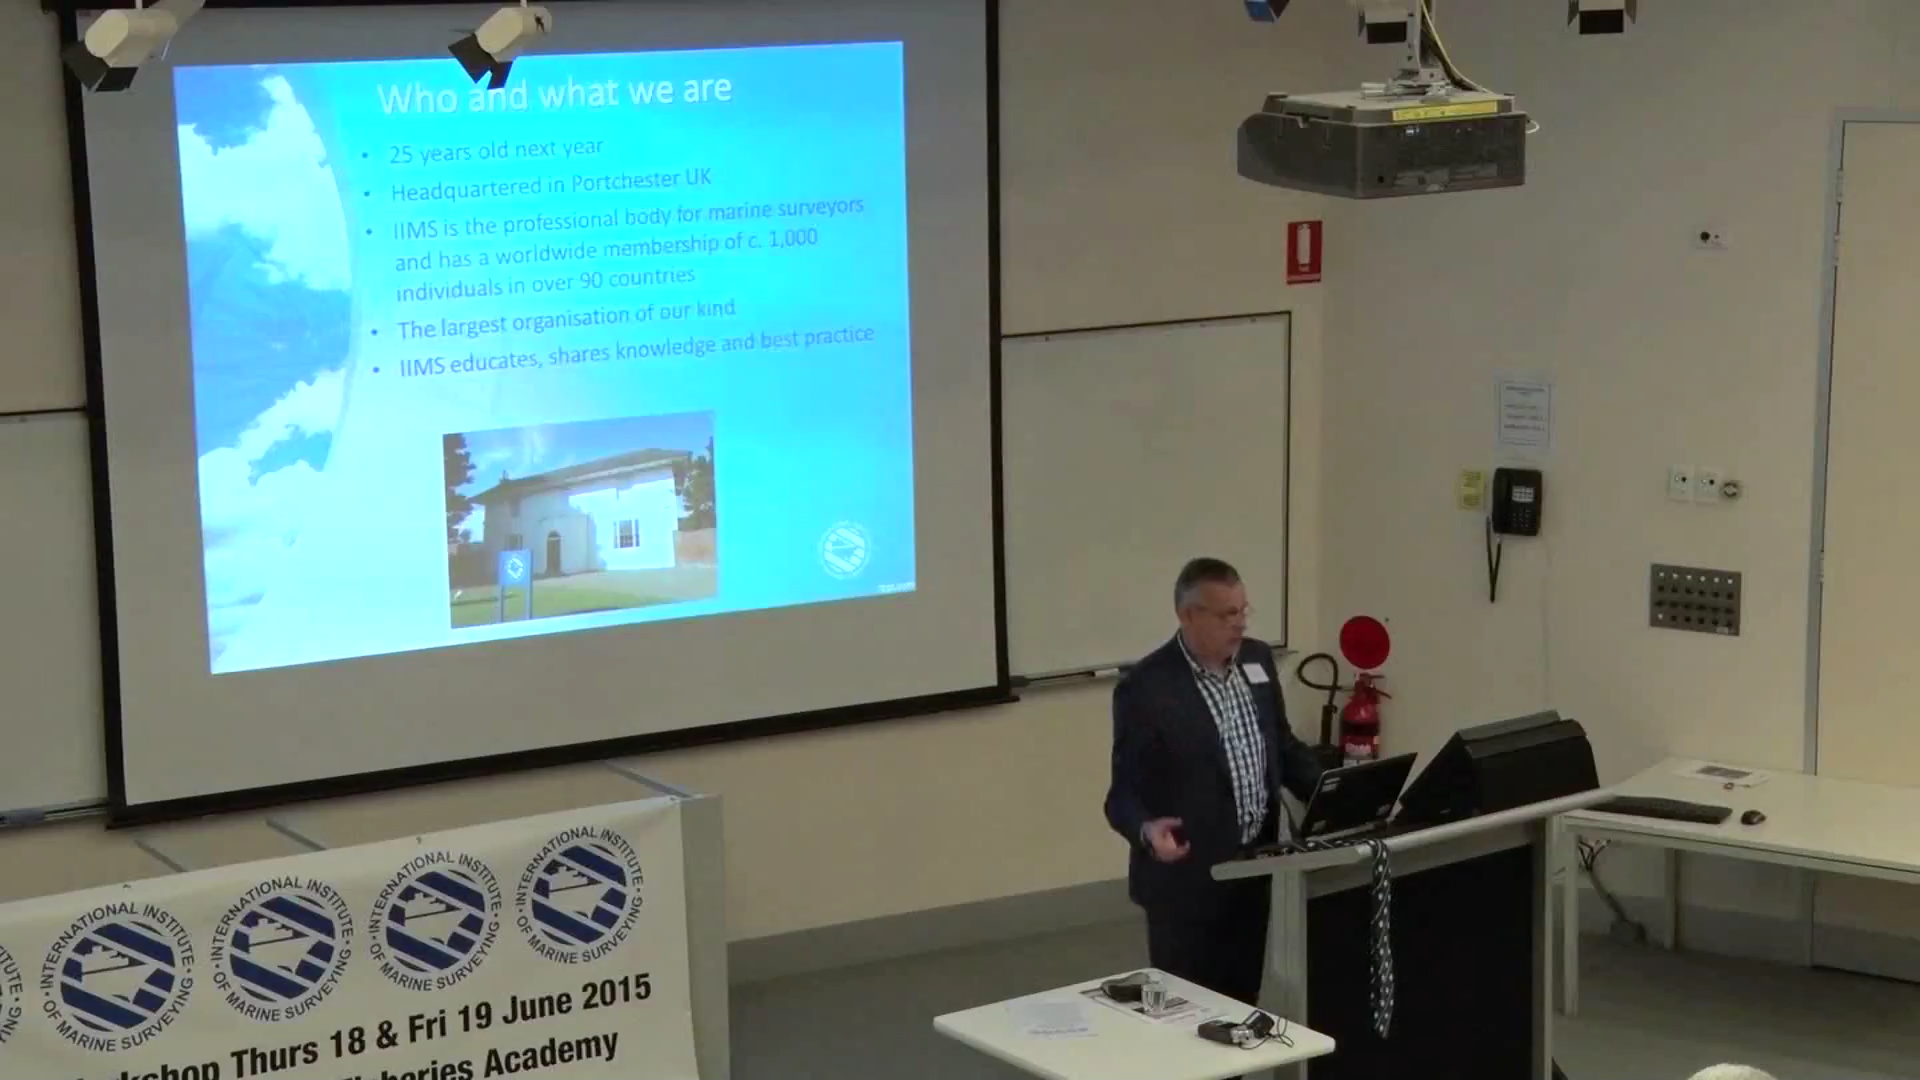 Who and what we are
• 25 years old next year
• Headquartered in Portchester UK
• IIMS is the professional body for marine surveyors
and has a worldwide membership of c. 1,000
individuals in over 90 countries
• The largest organisation of our kind
• IIMS educates, shares knowledge and best practice
INTERNATIONAL INSTITUTE
OF MARINE SURVEYING
INTERNATIONAL INSTITUTE
OF MARINE SURVEYING
INTERNATIONAL INSTITUTE
OF MARINE SURVEYING
INTERNATIONAL INSTITUTE
OF MARINE SURVEYING
Thurs 18 & Fri 19 June 2015
Academy